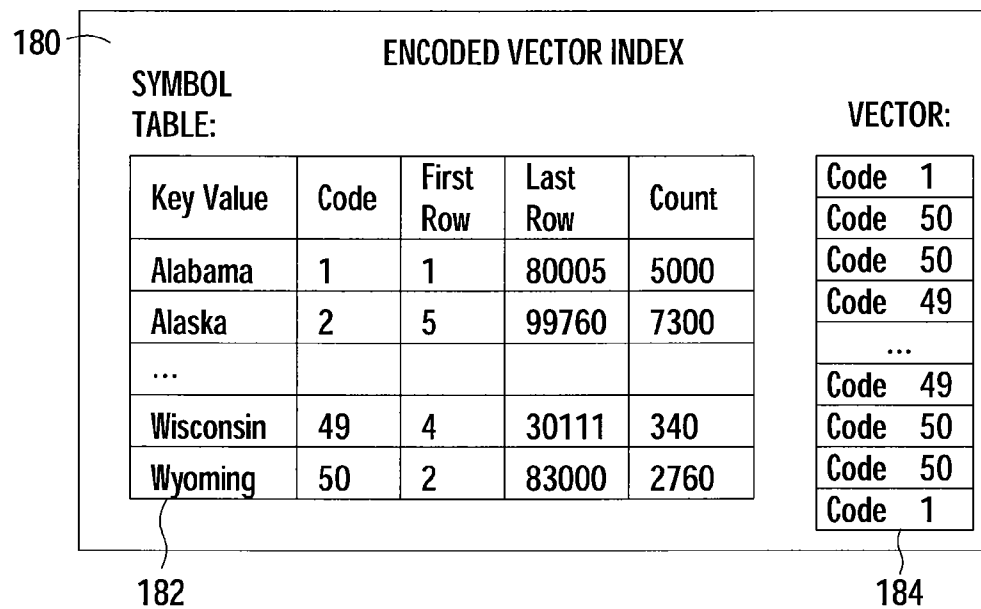 180
ENCODED VECTOR INDEX
SYMBOL
TABLE:
Key Value Code First Row Last Row Count
Alabama 1 1 80005 5000
Alaska 2 5 99760 7300
...
Wisconsin 49 4 30111 340
Wyoming 50 2 83000 2760
182
VECTOR:
Code 1
Code 50
Code 50
Code 49
...
Code 49
Code 50
Code 50
Code 1
184